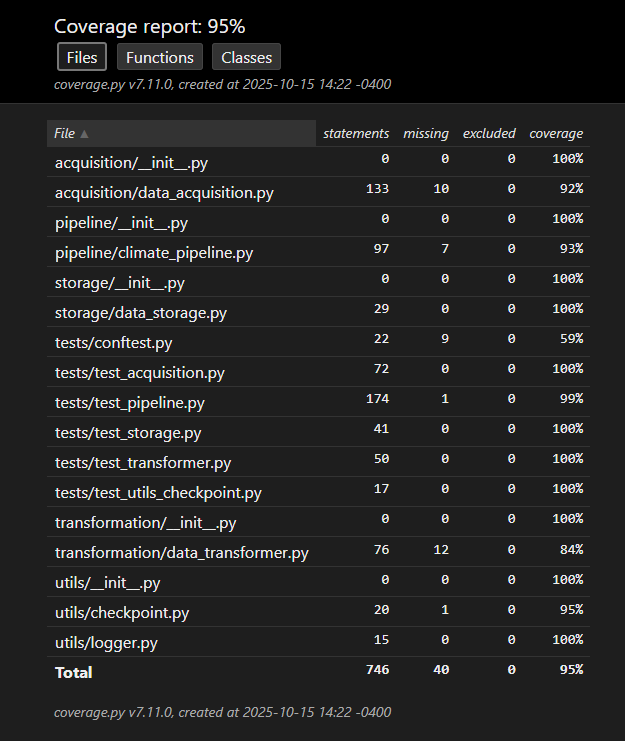 Coverage report: 95%
Files Functions Classes
coverage.py v7.11.0, created at 2025-10-15 14:22 -0400
File ▲ statements missing excluded coverage
acquisition/__init__.py 0 0 0 100%
acquisition/data_acquisition.py 133 10 0 92%
pipeline/__init__.py 0 0 0 100%
pipeline/climate_pipeline.py 97 7 0 93%
storage/__init__.py 0 0 0 100%
storage/data_storage.py 29 0 0 100%
tests/conftest.py 22 9 0 59%
tests/test_acquisition.py 72 0 0 100%
tests/test_pipeline.py 174 1 0 99%
tests/test_storage.py 41 0 0 100%
tests/test_transformer.py 50 0 0 100%
tests/test_utils_checkpoint.py 17 0 0 100%
transformation/__init__.py 0 0 0 100%
transformation/data_transformer.py 76 12 0 84%
utils/__init__.py 0 0 0 100%
utils/checkpoint.py 20 1 0 95%
utils/logger.py 15 0 0 100%
Total 746 40 0 95%
coverage.py v7.11.0, created at 2025-10-15 14:22 -0400